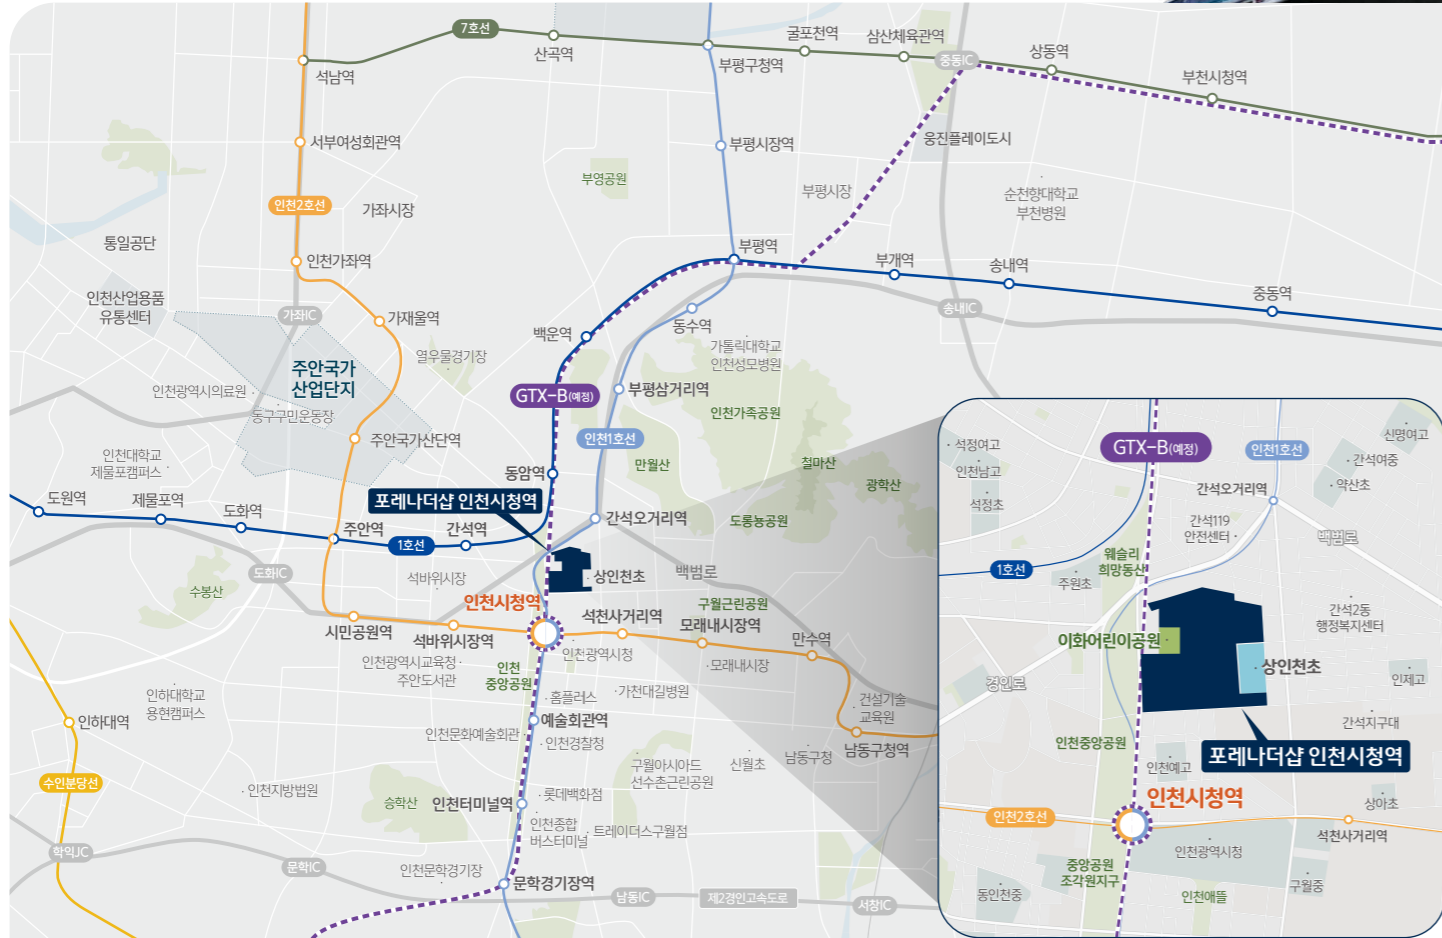 7호선
석남역
산곡역
부평구청역
굴포천역
삼산체육관역
중동IC
상동역
부천시청역
서부여성회관역
부평시장역
웅진플레이도시
부영공원
부평시장
순천향대학교
부천병원
인천2호선
가좌시장
통일공단
인천가좌역
부평역
부개역
송내역
중동역
송내IC
인천산업용품
유통센터
가좌IC
가재울역
백운역
동수역
가톨릭대학교
인천성모병원
열우물경기장
주안국가
산업단지
인천광역시의료원
동구구민운동장
GTX-B(예정)
부평삼거리역
인천가족공원
주안국가산단역
인천1호선
만월산
철마산
광학산
인천대학교
제물포캠퍼스
동암역
포레나더샵 인천시청역
도원역
제물포역
도화역
주안역
1호선
간석역
간석오거리역
도롱뇽공원
도화IC
수봉산
석바위시장
상인천초
백범로
인천시청역
구월근린공원
시민공원역
석바위시장역
석천사거리역
모래내시장역
만수역
인천광역시교육청
주안도서관
인천
중앙공원
인천광역시청
모래내시장
인하대학교
용현캠퍼스
홈플러스
가천대길병원
건설기술
교육원
인하대역
예술회관역
인천문화예술회관
인천경찰청
남동구청역
남동구청
신월초
구월아시아드
선수촌근린공원
수인분당선
인천지방법원
승학산
인천터미널역
롯데백화점
인천종합
버스터미널
트레이더스구월점
학익JC
문학IC
인천문학경기장
문학경기장역
남동IC
제2경인고속도로
서창IC
석정여고
인천남고
석정초
GTX-B(예정)
인천1호선
신명여고
간석여중
약산초
간석오거리역
간석119
안전센터
백범로
1호선
주원초
웨슬리
희망동산
이화어린이공원
간석2동
행정복지센터
상인천초
인제고
경인로
간석지구대
인천중앙공원
인천예고
포레나더샵 인천시청역
인천시청역
상아초
인천2호선
석천사거리역
인천광역시청
중앙공원
조각원지구
동인천중
인천애뜰
구월중